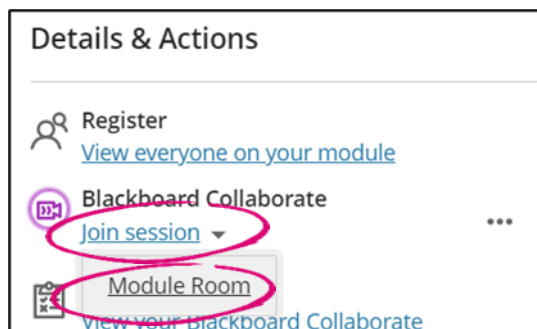 Details & Actions
Register
View everyone on your module
Blackboard Collaborate
Join session
Module Room
View your Blackboard Collaborate